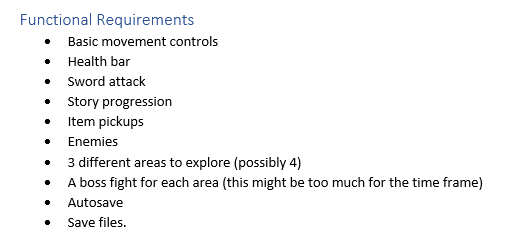 Functional Requirements
• Basic movement controls
• Health bar
• Sword attack
• Story progression
• Item pickups
• Enemies
• 3 different areas to explore (possibly 4)
• A boss fight for each area (this might be too much for the time frame)
• Autosave
• Save files.